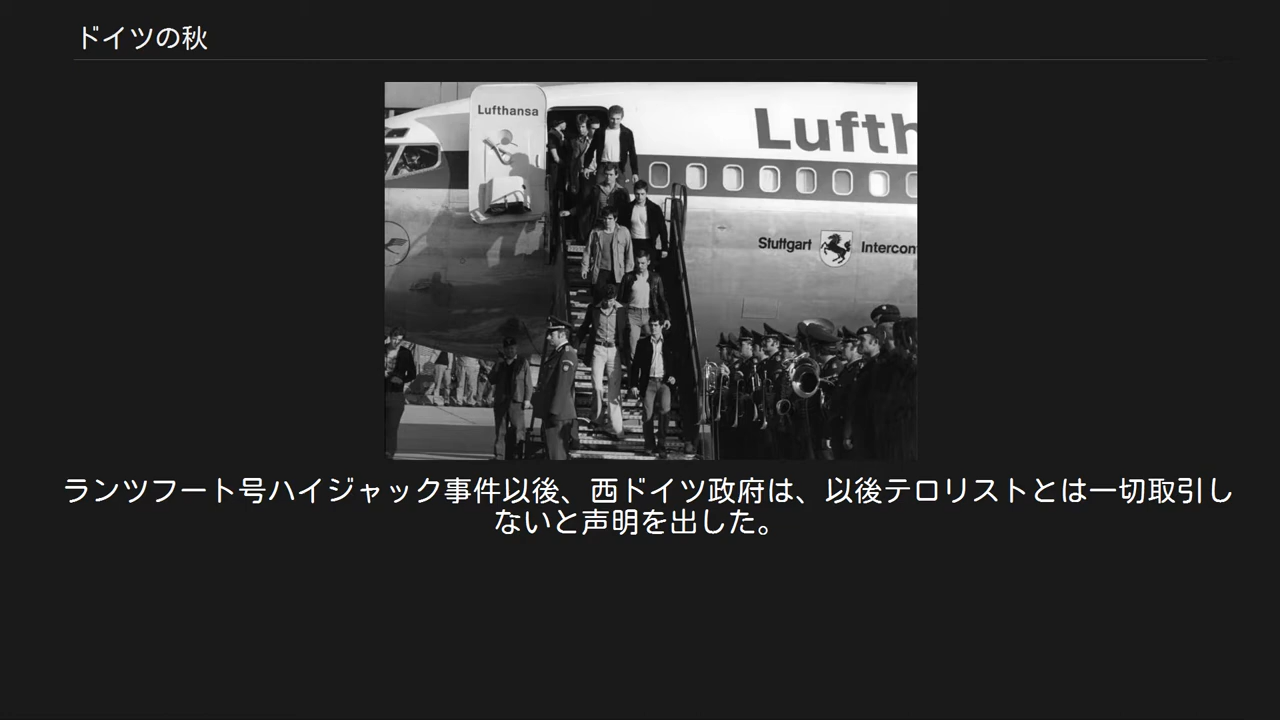 ドイツの秋
Lufthansa
Lufth
Stuttgart Intercon
ランツフート号ハイジャック事件以後、西ドイツ政府は、以後テロリストとは一切取引し
ないと声明を出した。